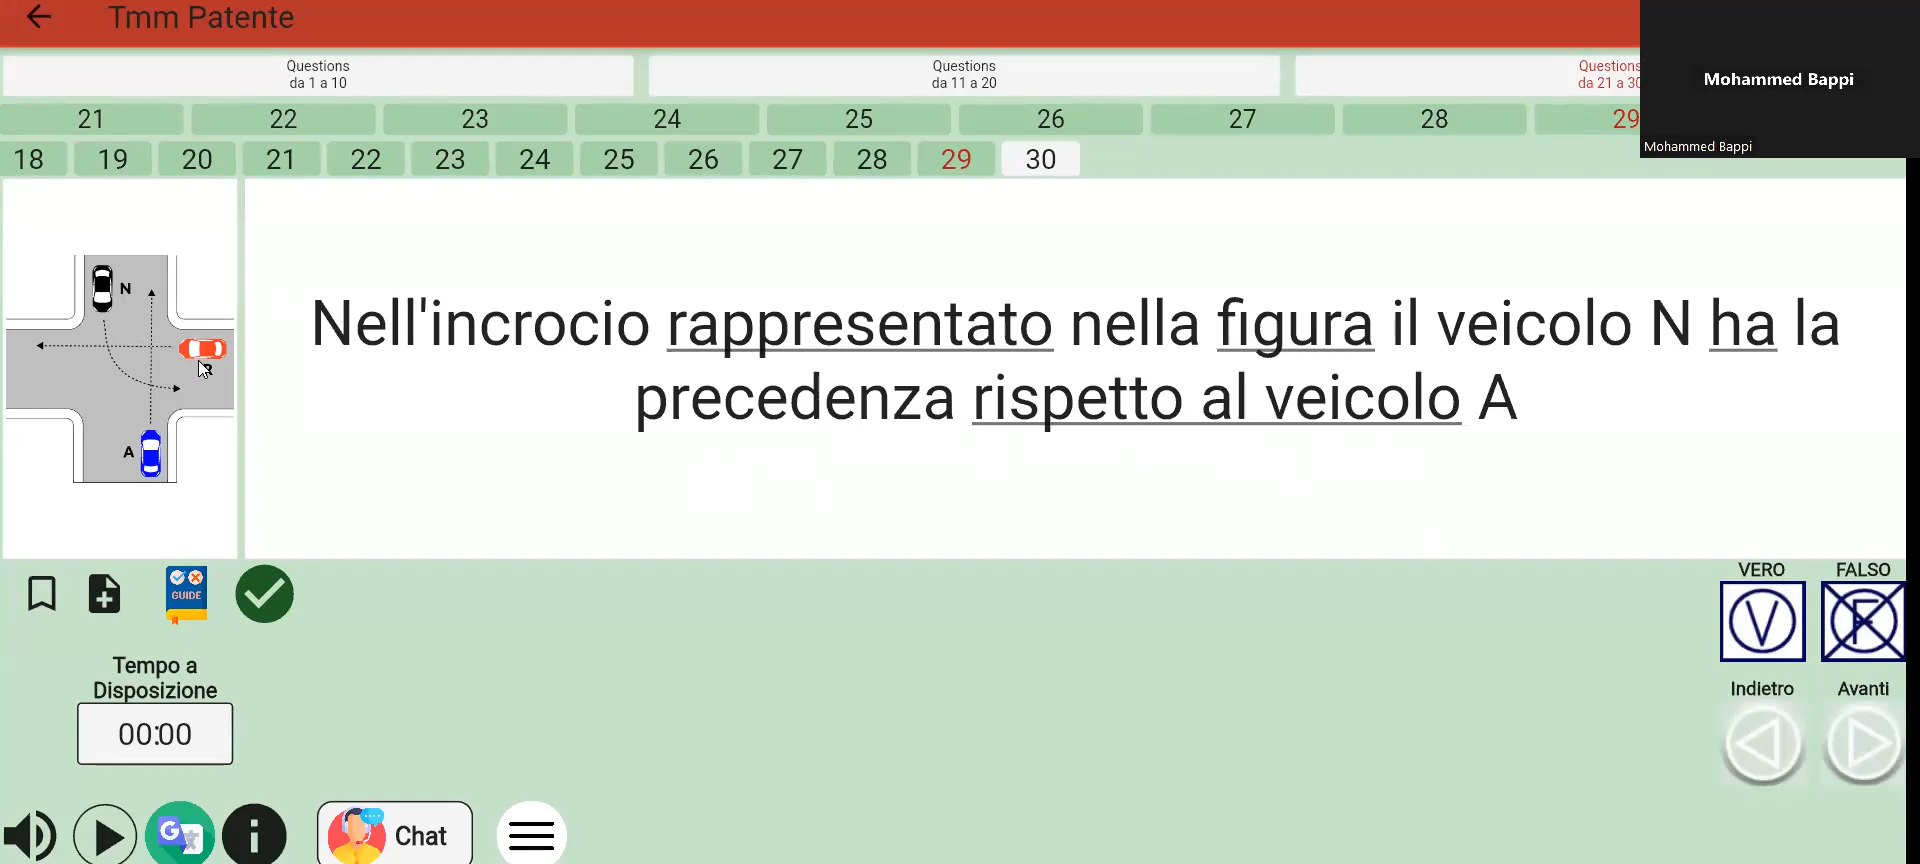 Tmm Patente
Questions
da 1 a 10
Questions
da 11 a 20
Questions
da 21 a 30
Mohammed Bappi
Mohammed Bappi
21 22 23 24 25 26 27 28 29
18 19 20 21 22 23 24 25 26 27 28 29 30
N
R
A
Nell'incrocio rappresentato nella figura il veicolo N ha la
precedenza rispetto al veicolo A
GUIDE
VERO FALSO
V F
Tempo a
Disposizione
00:00
Indietro Avanti
G
i
Chat